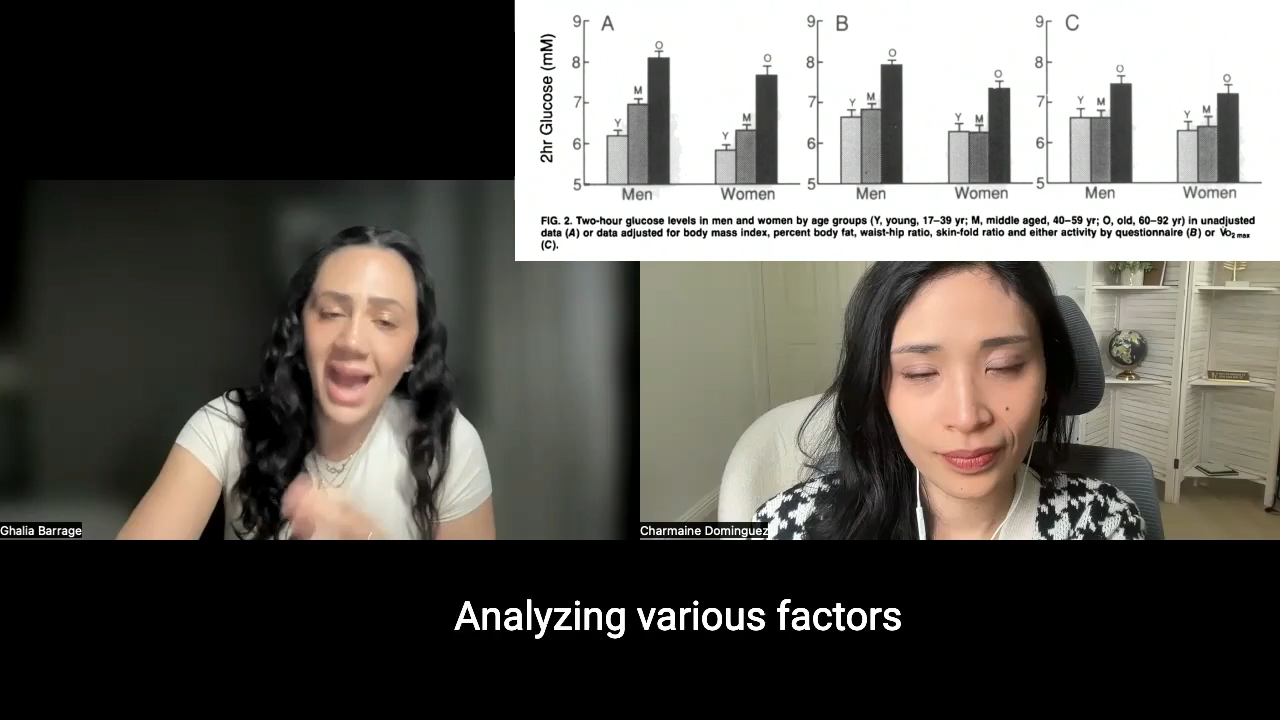 A
B
C
2hr Glucose (mM)
9
8
7
6
5
Y
M
O
Y
M
O
Men
Women
9
8
7
6
5
Y
M
O
Y
M
O
Men
Women
9
8
7
6
5
Y
M
O
Y
M
O
Men
Women
FIG. 2. Two-hour glucose levels in men and women by age groups (Y, young, 17–39 yr; M, middle aged, 40–59 yr; O, old, 60–92 yr) in unadjusted
data (A) or data adjusted for body mass index, percent body fat, waist-hip ratio, skin-fold ratio and either activity by questionnaire (B) or V̇o2 max
(C).
Ghalia Barrage
Charmaine Dominguez
Analyzing various factors